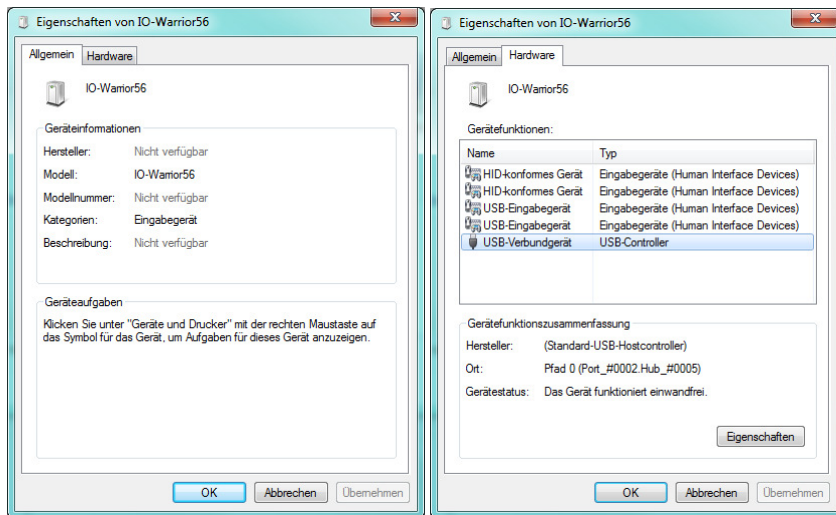 Eigenschaften von IO-Warrior56
Allgemein Hardware
IO-Warrior56
Geräteinformationen
Hersteller: Nicht verfügbar
Modell: IO-Warrior56
Modellnummer: Nicht verfügbar
Kategorien: Eingabegerät
Beschreibung: Nicht verfügbar
Geräteaufgaben
Klicken Sie unter "Geräte und Drucker" mit der rechten Maustaste auf
das Symbol für das Gerät, um Aufgaben für dieses Gerät anzuzeigen.
OK Abbrechen Übernehmen
Eigenschaften von IO-Warrior56
Allgemein Hardware
IO-Warrior56
Gerätefunktionen:
Name Typ
HID-konformes Gerät Eingabegeräte (Human Interface Devices)
HID-konformes Gerät Eingabegeräte (Human Interface Devices)
USB-Eingabegerät Eingabegeräte (Human Interface Devices)
USB-Eingabegerät Eingabegeräte (Human Interface Devices)
USB-Verbundgerät USB-Controller
Gerätefunktionszusammenfassung
Hersteller: (Standard-USB-Hostcontroller)
Ort: Pfad 0 (Port_#0002.Hub_#0005)
Gerätestatus: Das Gerät funktioniert einwandfrei.
Eigenschaften
OK Abbrechen Übernehmen